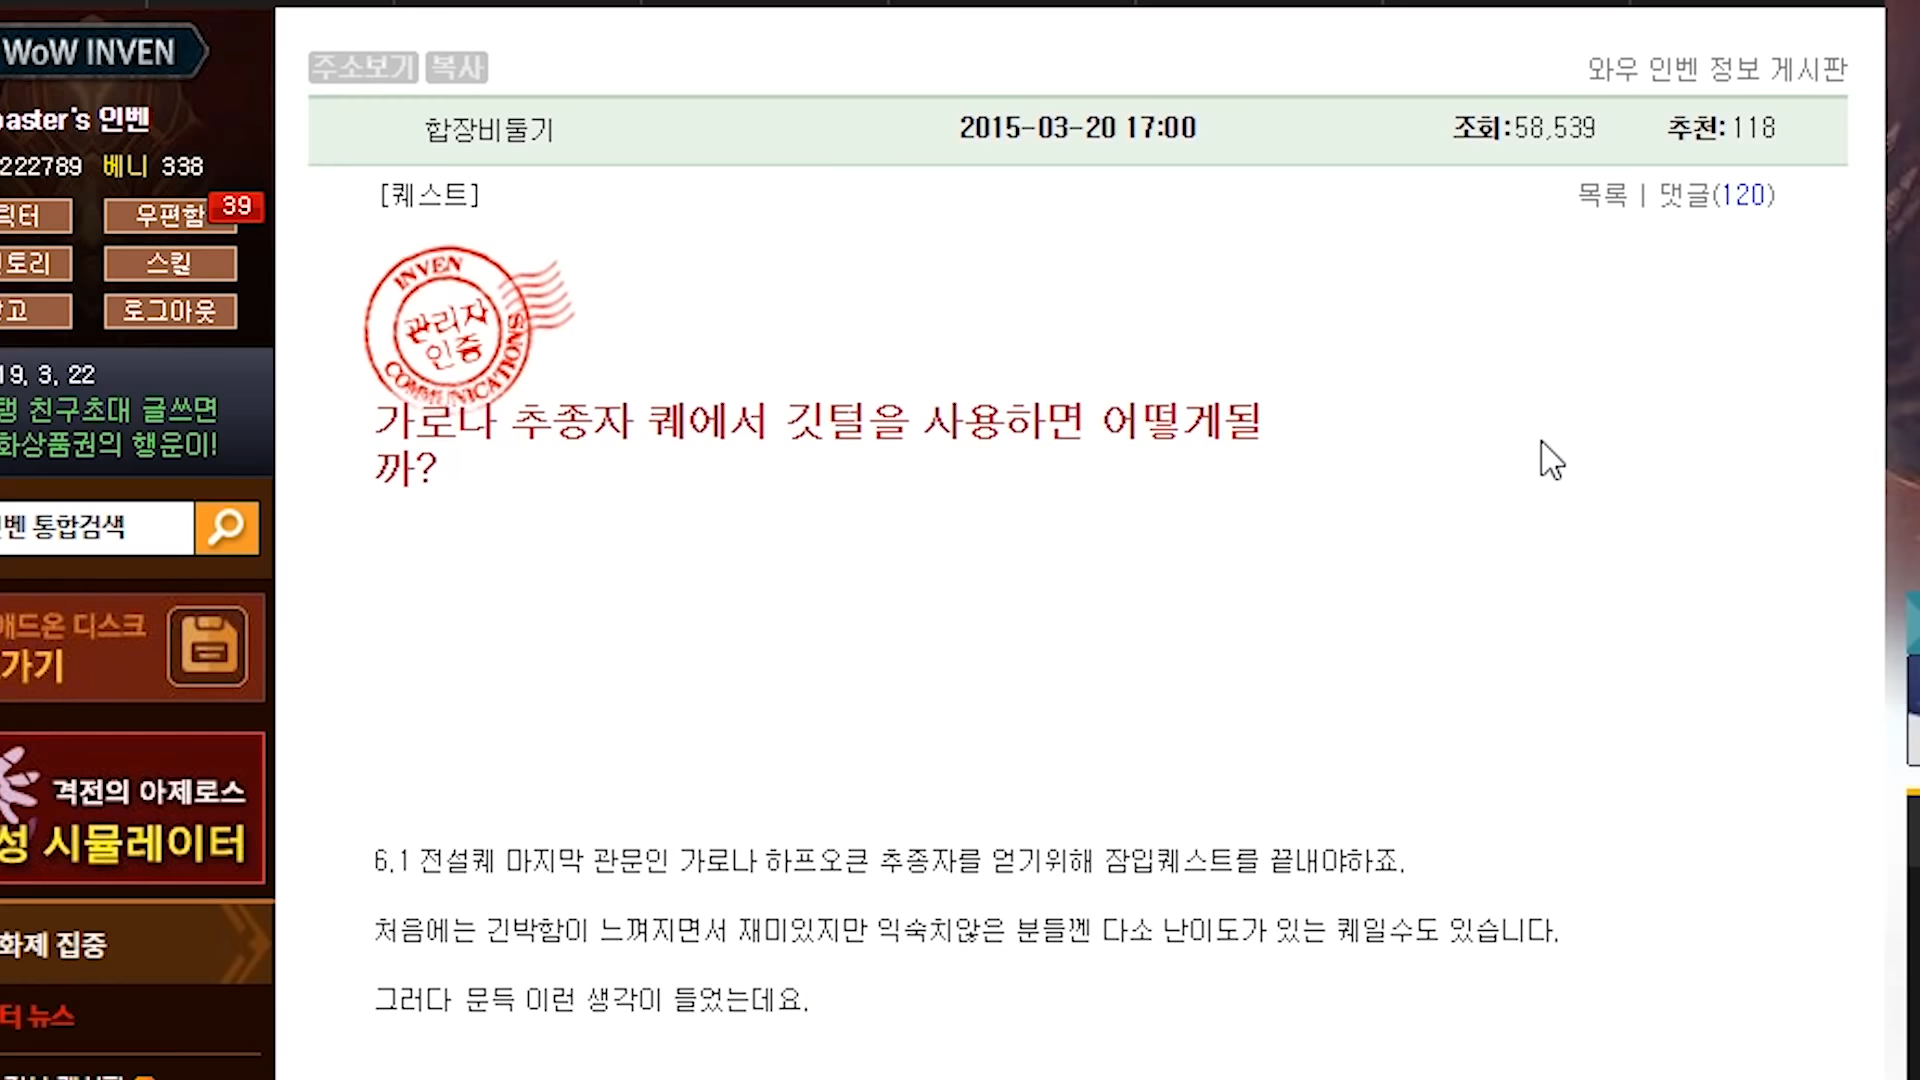 WoW INVEN
aster's 인벤
222789 베니 338
릭터
우편함
39
토리
스킬
고
로그아웃
19. 3. 22
탱 친구초대 글쓰면
화상품권의 행운이!
벤 통합검색
애드온 디스크
가기
격전의 아제로스
성 시뮬레이터
화제 집중
터 뉴스
주소보기 복사
와우 인벤 정보 게시판
합장비둘기
2015-03-20 17:00
조회:58,539
추천:118
[퀘스트]
목록 | 댓글(120)
INVEN
관리자
인증
COMMUNICATIONS
가로나 추종자 퀘에서 깃털을 사용하면 어떻게될
까?
6.1 전설퀘 마지막 관문인 가로나 하프오큰 추종자를 얻기위해 잠입퀘스트를 끝내야하죠.
처음에는 긴박함이 느껴지면서 재미있지만 익숙치않은 분들껜 다소 난이도가 있는 퀘일수도 있습니다.
그러다 문득 이런 생각이 들었는데요.